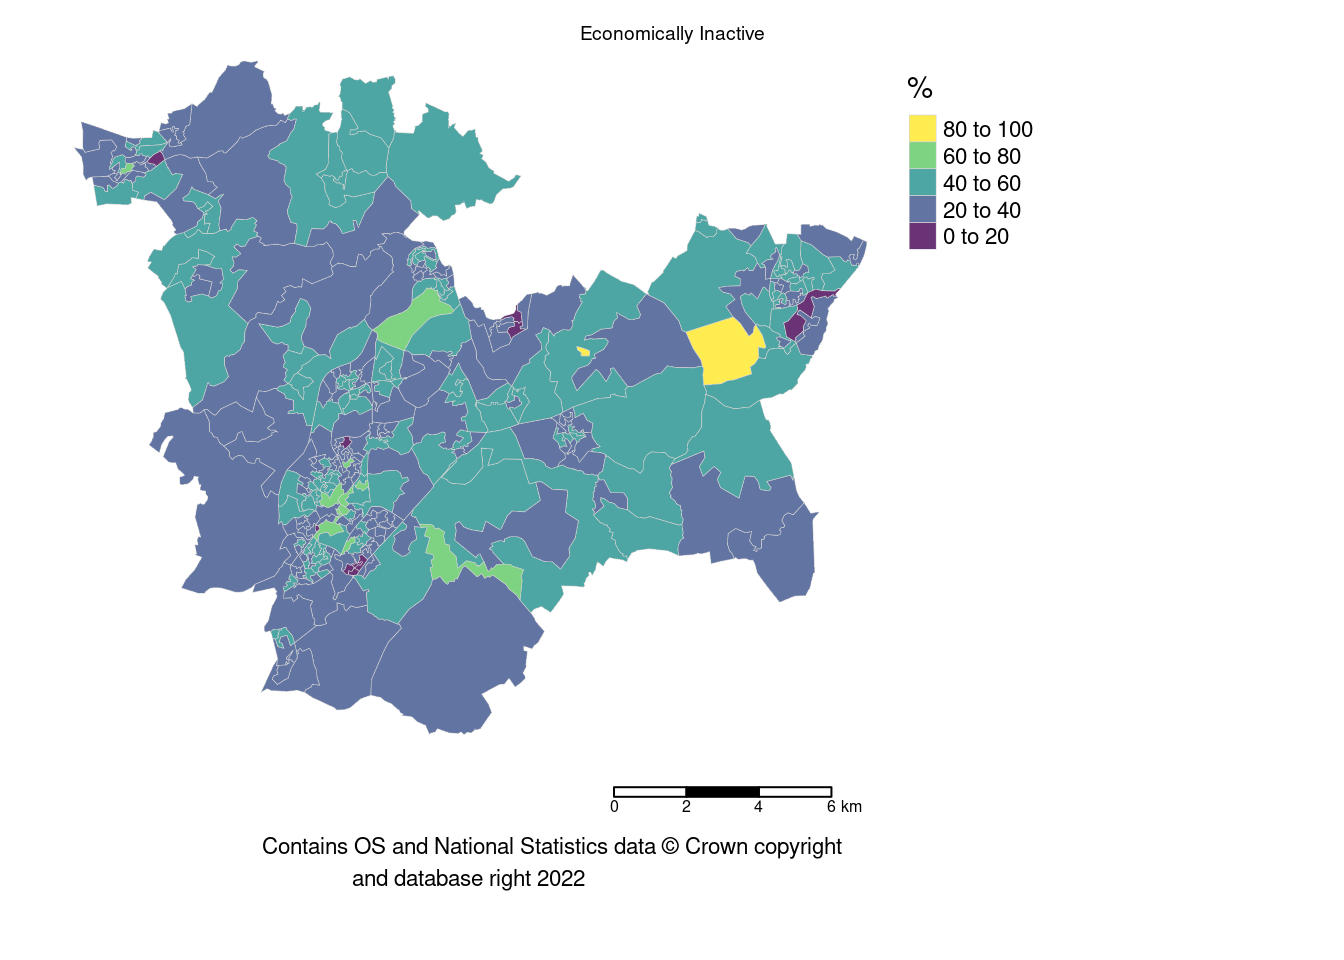 Economically Inactive
%
80 to 100
60 to 80
40 to 60
20 to 40
0 to 20
0 2 4 6 km
Contains OS and National Statistics data © Crown copyright
and database right 2022